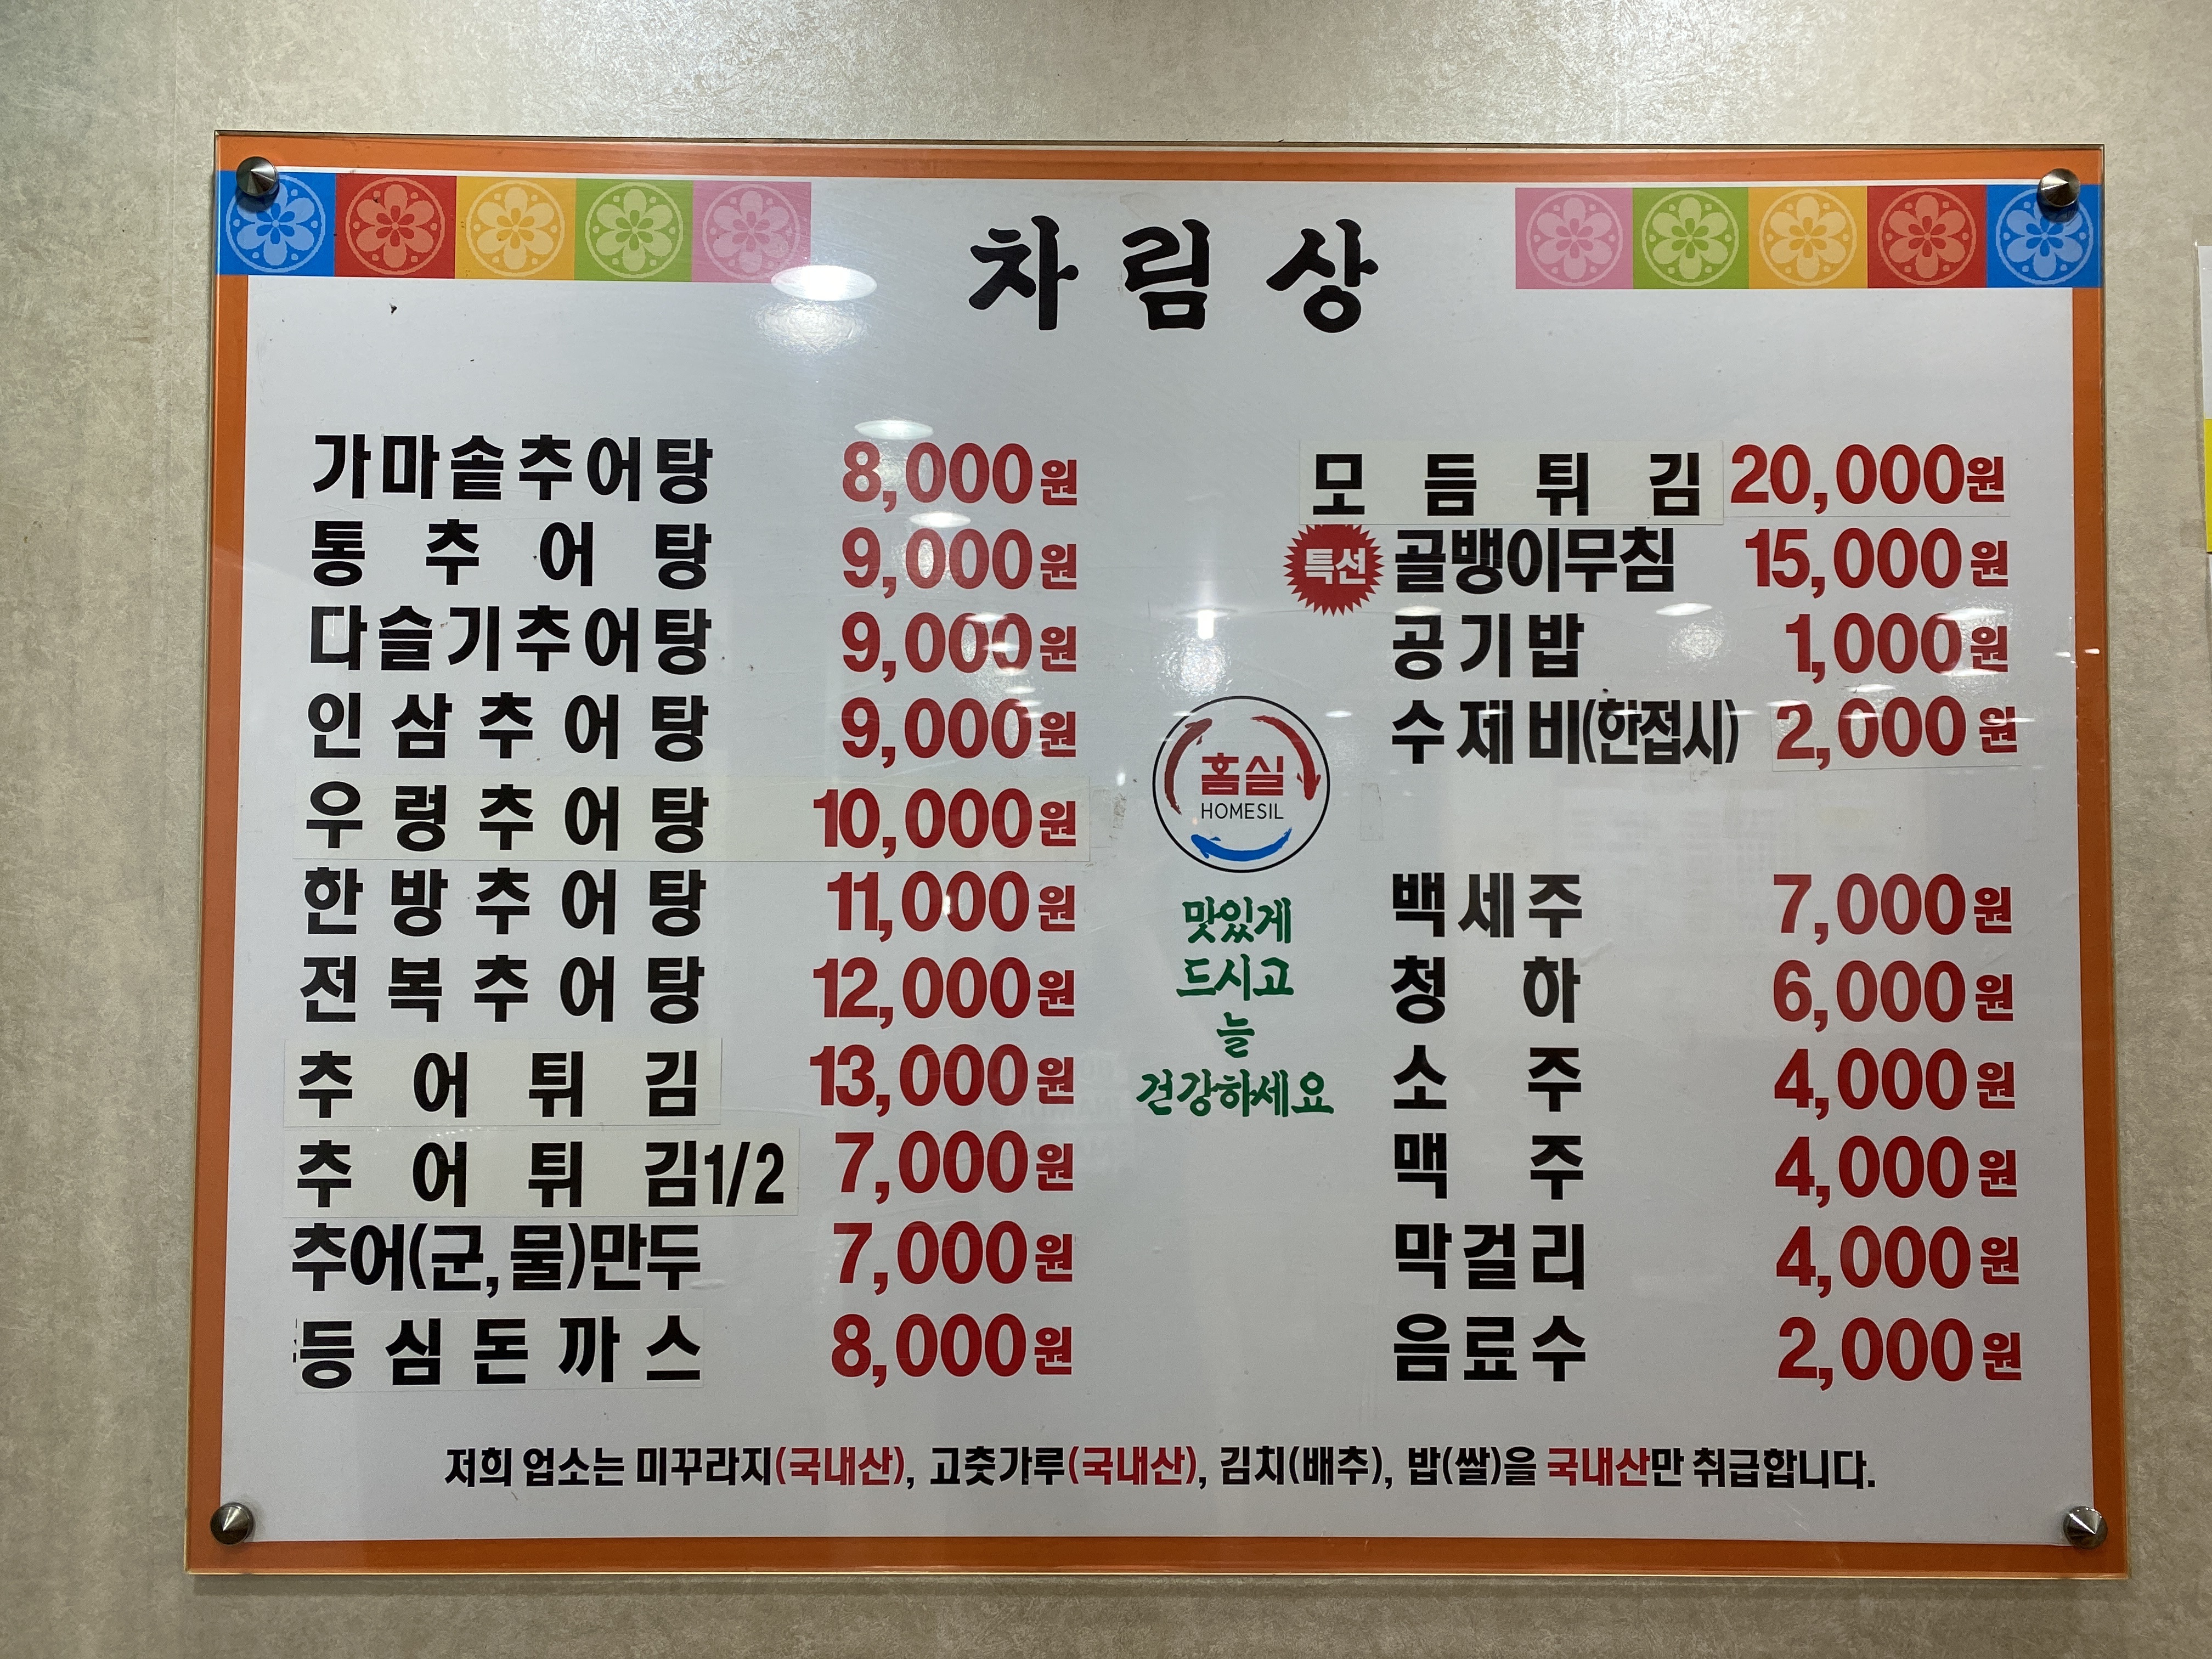 차림상
가마솥추어탕 8,000원
통추어탕 9,000원
다슬기추어탕 9,000원
인삼추어탕 9,000원
우렁추어탕 10,000원
한방추어탕 11,000원
전복추어탕 12,000원
추어튀김 13,000원
추어튀김1/2 7,000원
추어(군,물)만두 7,000원
등심돈까스 8,000원
홈실
HOMESIL
맛있게
드시고
늘
건강하세요
모듬튀김 20,000원
특선 골뱅이무침 15,000원
공기밥 1,000원
수제비(한접시) 2,000원
백세주 7,000원
청하 6,000원
소주 4,000원
맥주 4,000원
막걸리 4,000원
음료수 2,000원
저희 업소는 미꾸라지(국내산), 고춧가루(국내산), 김치(배추), 밥(쌀)을 국내산만 취급합니다.